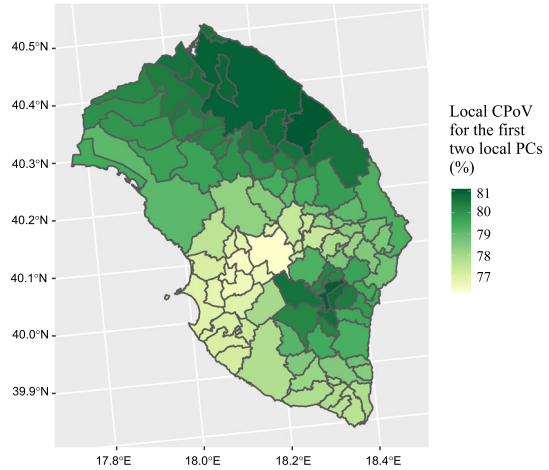 40.5°N
40.4°N
40.3°N
40.2°N
40.1°N
40.0°N
39.9°N
17.8°E 18.0°E 18.2°E 18.4°E
Local CPoV
for the first
two local PCs
(%)
81
80
79
78
77